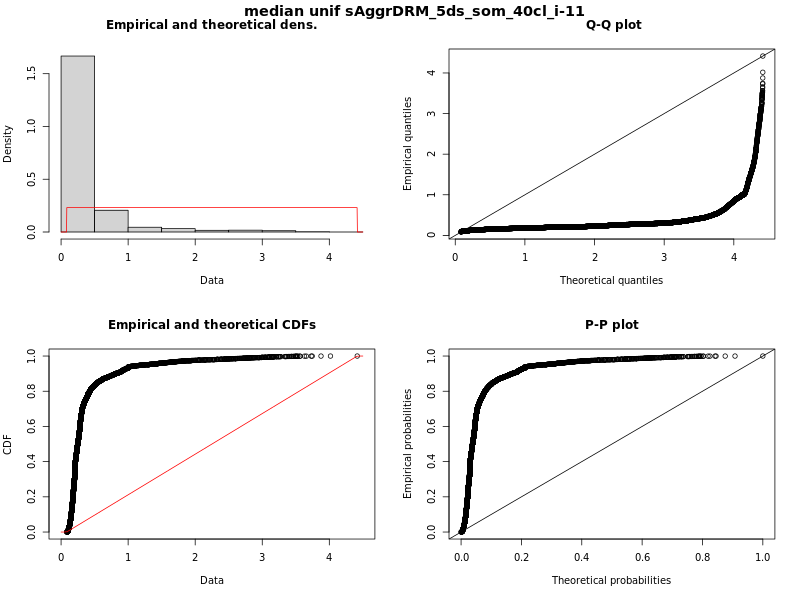 median unif sAggrDRM_5ds_som_40cl_i-11
Empirical and theoretical dens.
Density
0.0 0.5 1.0 1.5
0 1 2 3 4
Data
Q-Q plot
Empirical quantiles
0 1 2 3 4
0 1 2 3 4
Theoretical quantiles
Empirical and theoretical CDFs
CDF
0.0 0.2 0.4 0.6 0.8 1.0
0 1 2 3 4
Data
P-P plot
Empirical probabilities
0.0 0.2 0.4 0.6 0.8 1.0
0.0 0.2 0.4 0.6 0.8 1.0
Theoretical probabilities